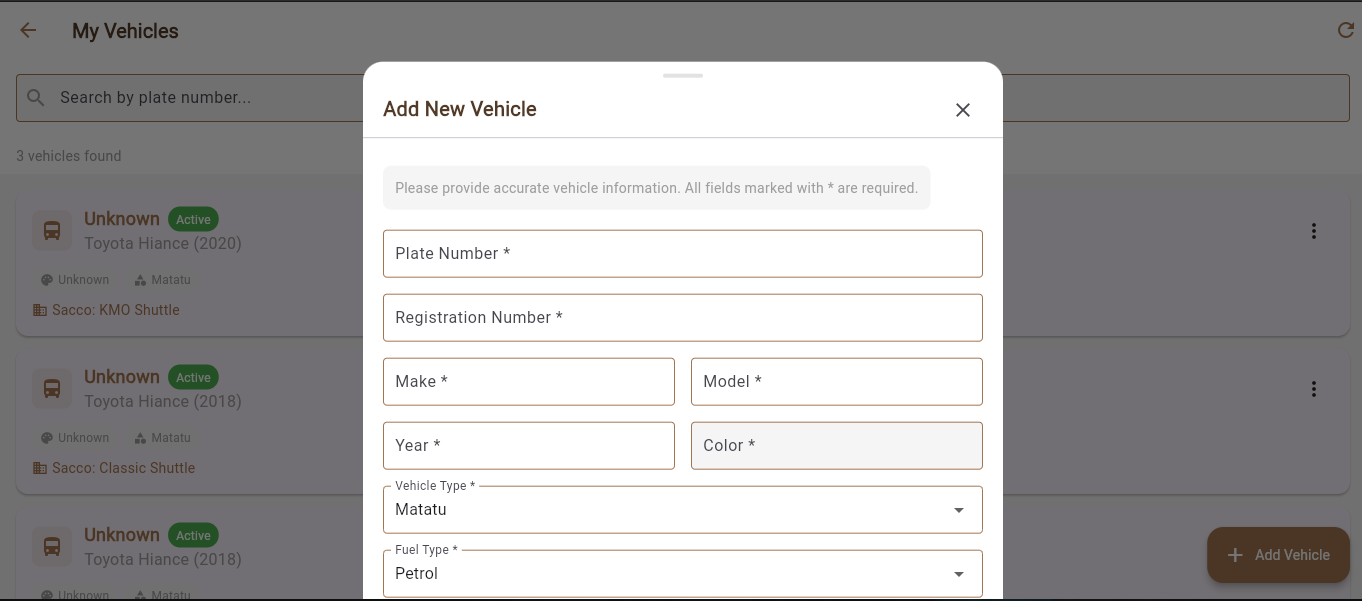 My Vehicles
Search by plate number...
3 vehicles found
Unknown Active
Toyota Hiance (2020)
Unknown Matatu
Sacco: KMO Shuttle
Unknown Active
Toyota Hiance (2018)
Unknown Matatu
Sacco: Classic Shuttle
Unknown Active
Toyota Hiance (2018)
Unknown Matatu
Add New Vehicle
Please provide accurate vehicle information. All fields marked with * are required.
Plate Number *
Registration Number *
Make * Model *
Year * Color *
Vehicle Type *
Matatu
Fuel Type *
Petrol
Add Vehicle